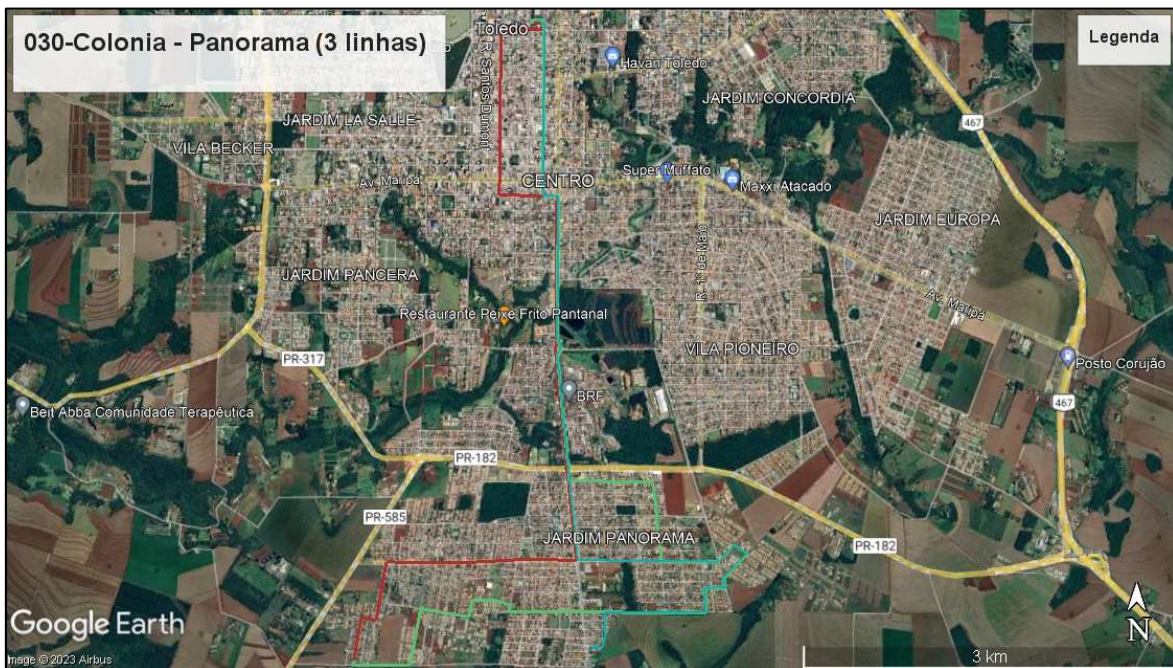 030-Colonia - Panorama (3 linhas)
Legenda
Toledo
R. Santos Dumont
Havan Toledo
JARDIM CONCORDIA
467
JARDIM LA SALLE
VILA BECKER
Av. Maripá
CENTRO
Super Muffato
Maxxi Atacado
JARDIM EUROPA
R. 13 de Maio
JARDIM PANCERA
Restaurante Peixe Frito Pantanal
Av. Maripá
PR-317
VILA PIONEIRO
Posto Corujão
BRF
Beit Abba Comunidade Terapêutica
467
PR-182
PR-585
JARDIM PANORAMA
PR-182
Google Earth
N
Image © 2023 Airbus
3 km